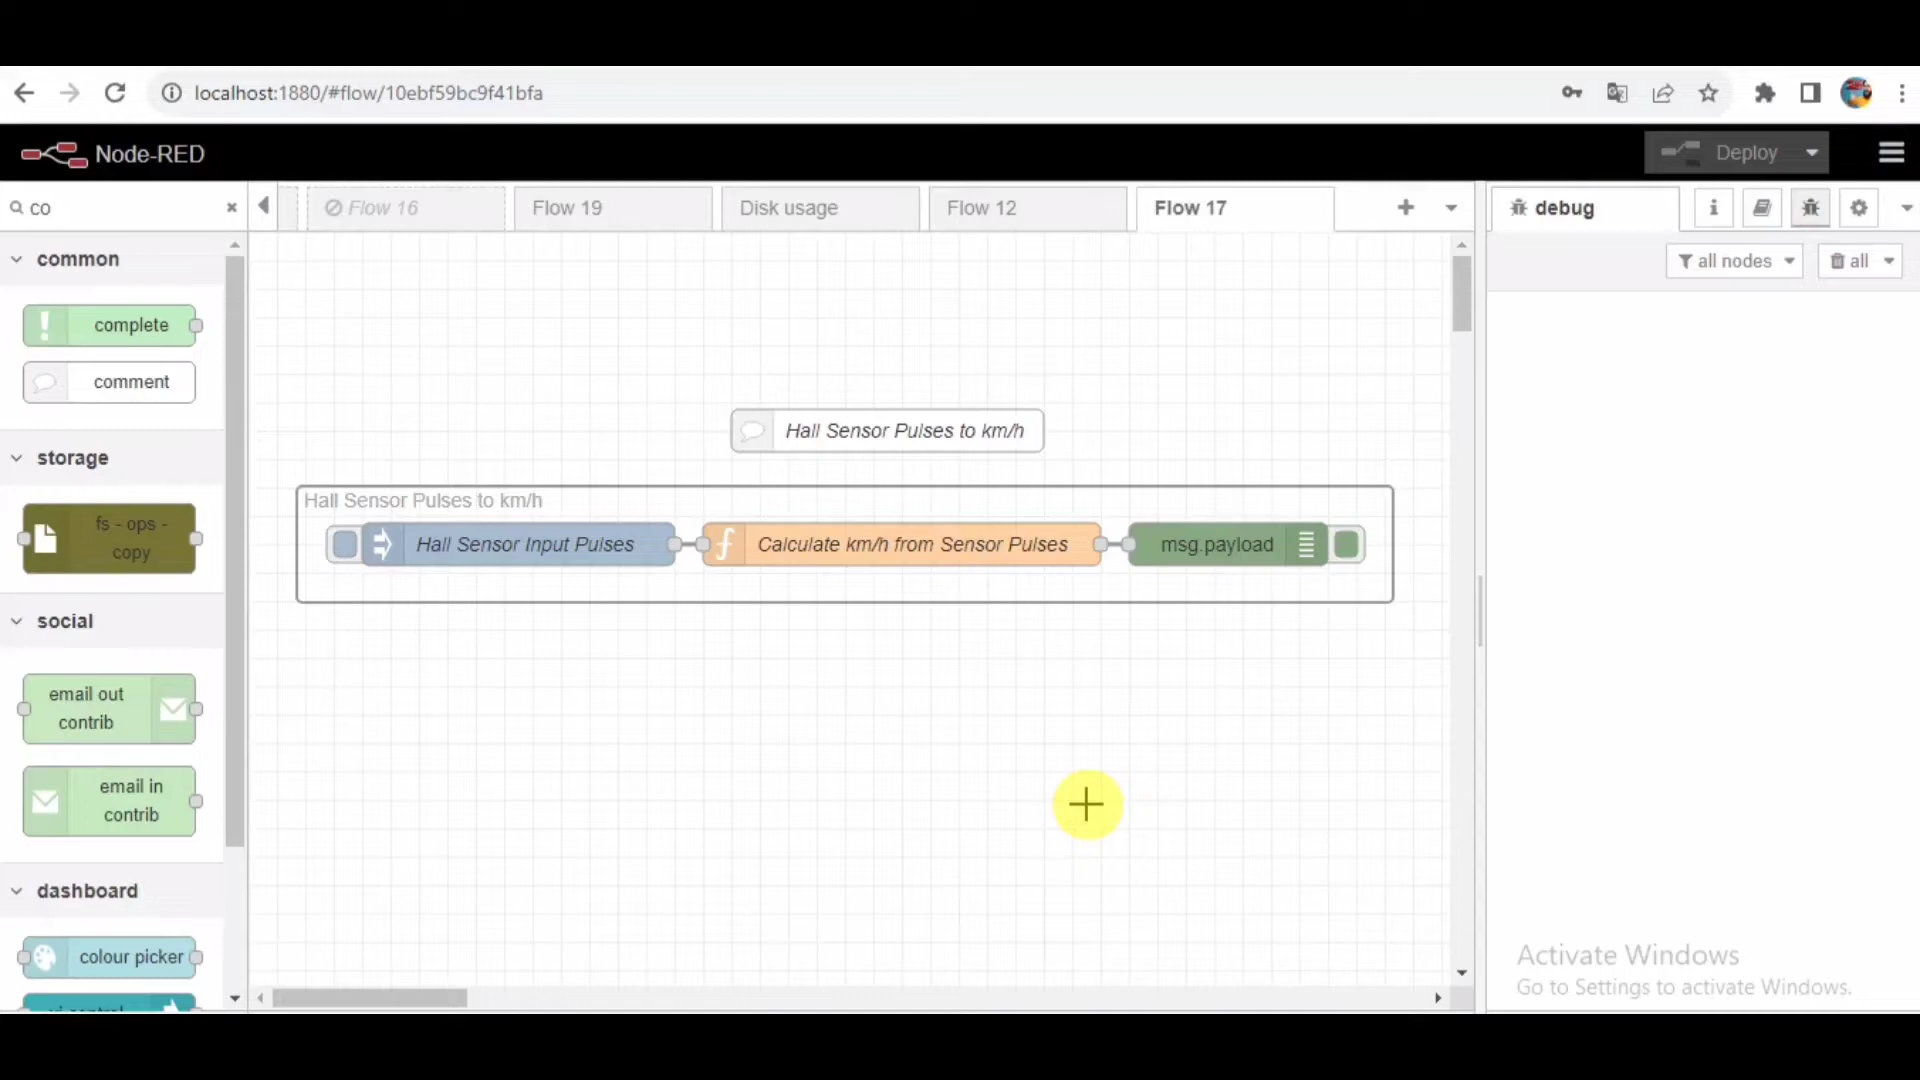 localhost:1880/#flow/10ebf59bc9f41bfa
Node-RED
Deploy
co
Flow 16
Flow 19
Disk usage
Flow 12
Flow 17
debug
all nodes
all
common
complete
comment
storage
fs - ops -
copy
social
email out
contrib
email in
contrib
dashboard
colour picker
Hall Sensor Pulses to km/h
Hall Sensor Pulses to km/h
Hall Sensor Input Pulses
Calculate km/h from Sensor Pulses
msg.payload
Activate Windows
Go to Settings to activate Windows.